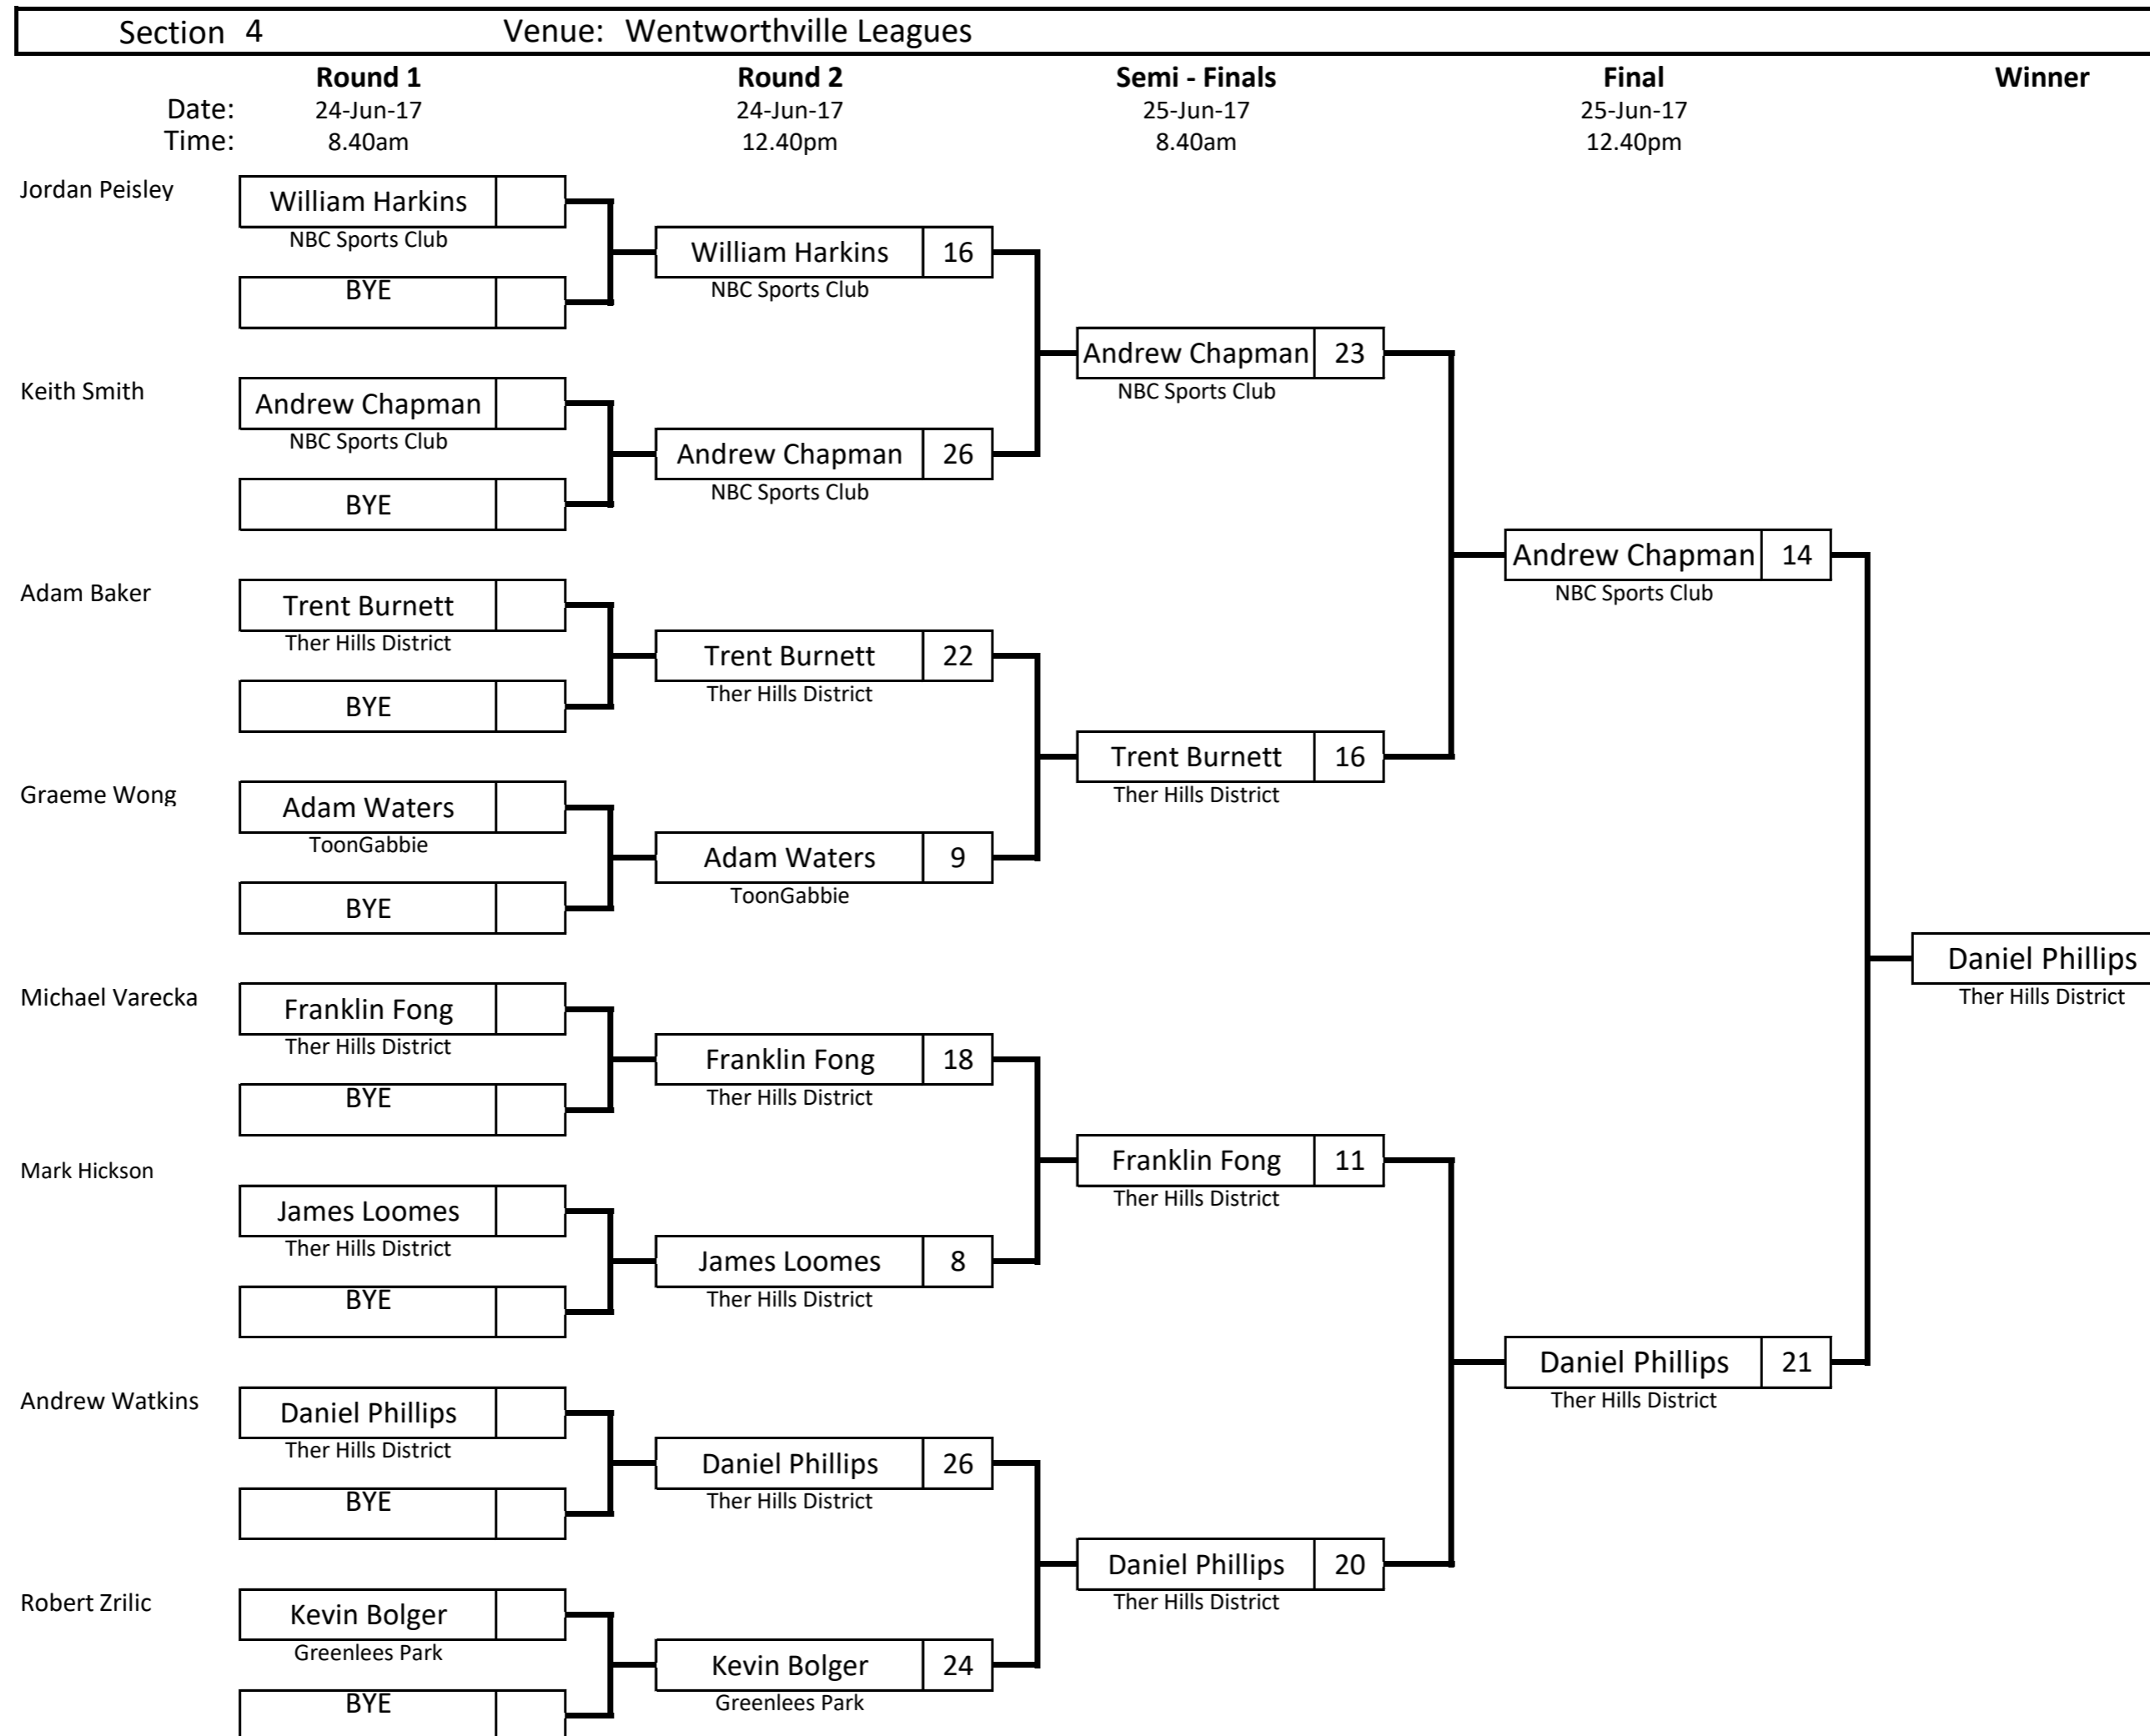 Section 4 Venue: Wentworthville Leagues
Round 1 Round 2 Semi - Finals Final Winner
Date: 24-Jun-17 24-Jun-17 25-Jun-17 25-Jun-17
Time: 8.40am 12.40pm 8.40am 12.40pm
Jordan Peisley
William Harkins
NBC Sports Club
William Harkins 16
NBC Sports Club
BYE
Andrew Chapman 23
NBC Sports Club
Keith Smith
Andrew Chapman
NBC Sports Club
Andrew Chapman 26
NBC Sports Club
BYE
Andrew Chapman 14
NBC Sports Club
Adam Baker
Trent Burnett
Ther Hills District
Trent Burnett 22
Ther Hills District
BYE
Trent Burnett 16
Ther Hills District
Graeme Wong
Adam Waters
ToonGabbie
Adam Waters 9
ToonGabbie
BYE
Daniel Phillips
Ther Hills District
Michael Varecka
Franklin Fong
Ther Hills District
Franklin Fong 18
Ther Hills District
BYE
Franklin Fong 11
Ther Hills District
Mark Hickson
James Loomes
Ther Hills District
James Loomes 8
Ther Hills District
BYE
Daniel Phillips 21
Ther Hills District
Andrew Watkins
Daniel Phillips
Ther Hills District
Daniel Phillips 26
Ther Hills District
BYE
Daniel Phillips 20
Ther Hills District
Robert Zrilic
Kevin Bolger
Greenlees Park
Kevin Bolger 24
Greenlees Park
BYE